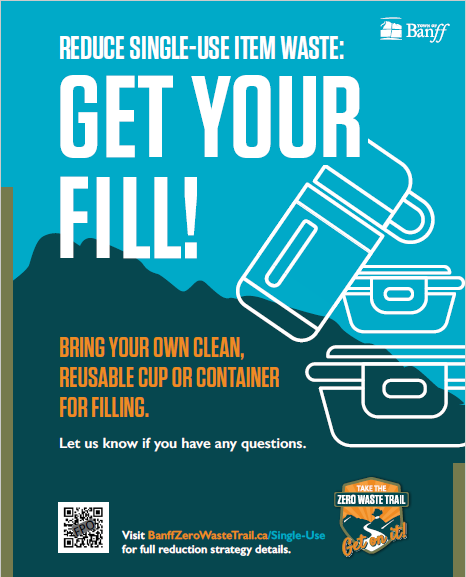 TOWN OF
Banff
REDUCE SINGLE-USE ITEM WASTE:
GET YOUR
FILL!
BRING YOUR OWN CLEAN,
REUSABLE CUP OR CONTAINER
FOR FILLING.
Let us know if you have any questions.
FPO
Visit BanffZeroWasteTrail.ca/Single-Use
for full reduction strategy details.
TAKE THE
ZERO WASTE TRAIL
Get on it!